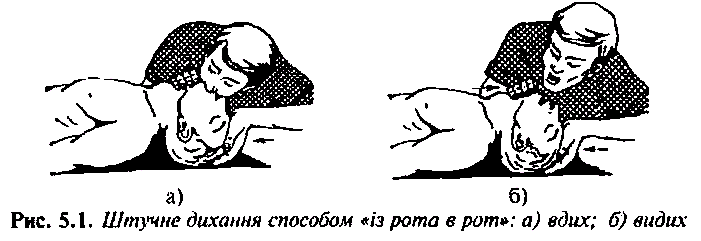 а)
б)
Рис. 5.1. Штучне дихання способом «із рота в рот»: а) вдих; б) видих